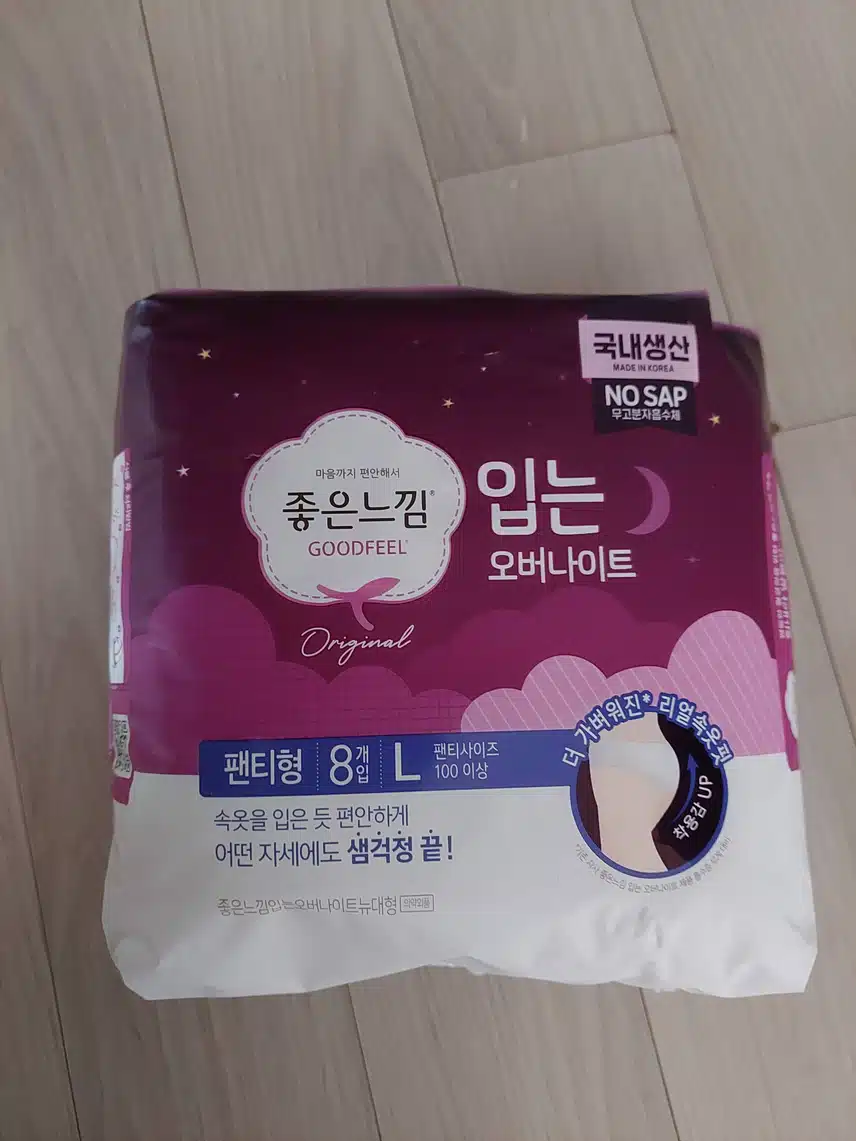 국내생산
MADE IN KOREA
NO SAP
무고분자흡수체
마음까지 편안해서
좋은느낌®
GOODFEEL®
Original
입는
오버나이트
더 가벼워진* 리얼속옷핏
착용감 UP
팬티형 8개입 L 팬티사이즈 100 이상
속옷을 입은 듯 편안하게
어떤 자세에도 샘걱정 끝!
좋은느낌입는오버나이트뉴대형 의약외품